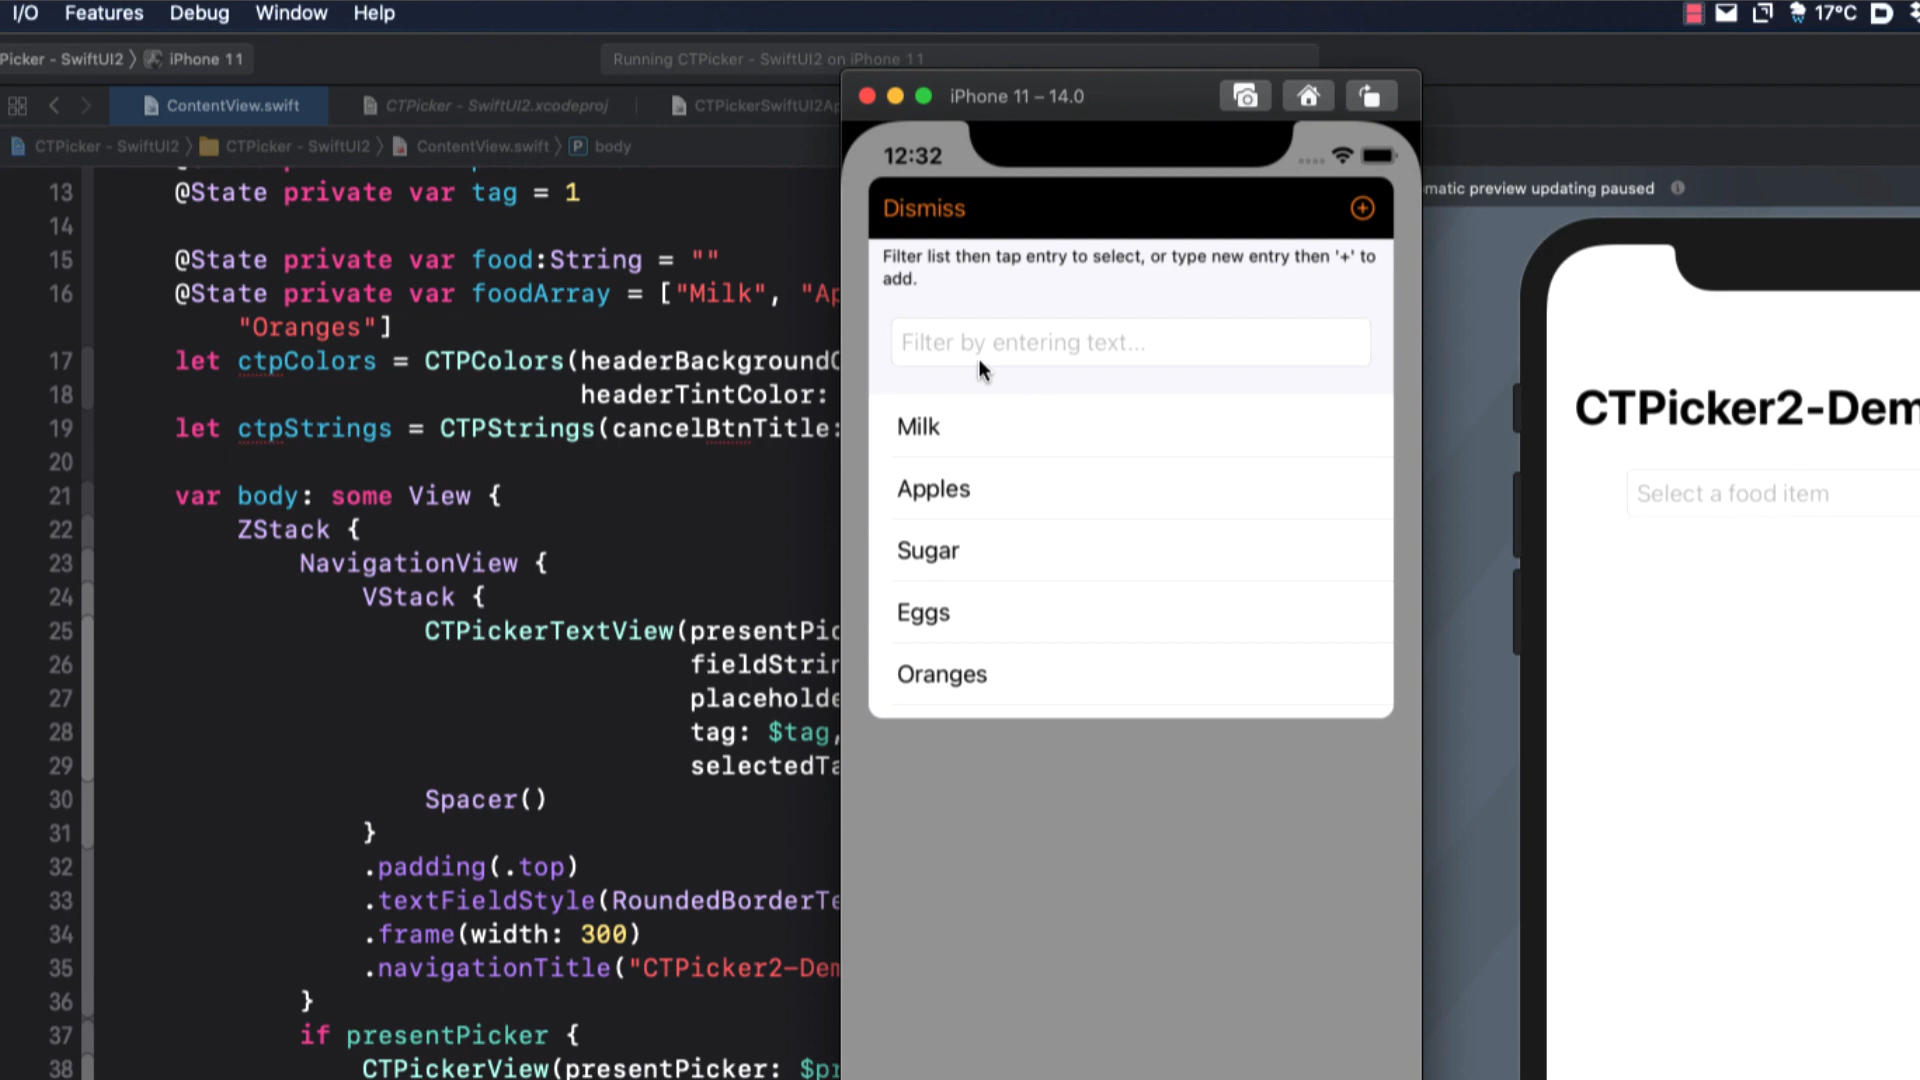 I/O Features Debug Window Help 17°C
Picker - SwiftUI2 〉 iPhone 11
Running CTPicker - SwiftUI2 on iPhone 11
ContentView.swift CTPicker - SwiftUI2.xcodeproj CTPickerSwiftUI2Ap
CTPicker - SwiftUI2 〉 CTPicker - SwiftUI2 〉 ContentView.swift 〉 P body
13 @State private var tag = 1
14
15 @State private var food:String = ""
16 @State private var foodArray = ["Milk", "Ap
"Oranges"]
17 let ctpColors = CTPColors(headerBackgroundC
18 headerTintColor:
19 let ctpStrings = CTPStrings(cancelBtnTitle:
20
21 var body: some View {
22 ZStack {
23 NavigationView {
24 VStack {
25 CTPickerTextView(presentPic
26 fieldStrin
27 placeholde
28 tag: $tag,
29 selectedTa
30 Spacer()
31 }
32 .padding(.top)
33 .textFieldStyle(RoundedBorderTe
34 .frame(width: 300)
35 .navigationTitle("CTPicker2-Dem
36 }
37 if presentPicker {
38 CTPickerView(presentPicker: $pr
iPhone 11 – 14.0
12:32
Dismiss
Filter list then tap entry to select, or type new entry then '+' to
add.
Filter by entering text...
Milk
Apples
Sugar
Eggs
Oranges
matic preview updating paused
CTPicker2-Dem
Select a food item